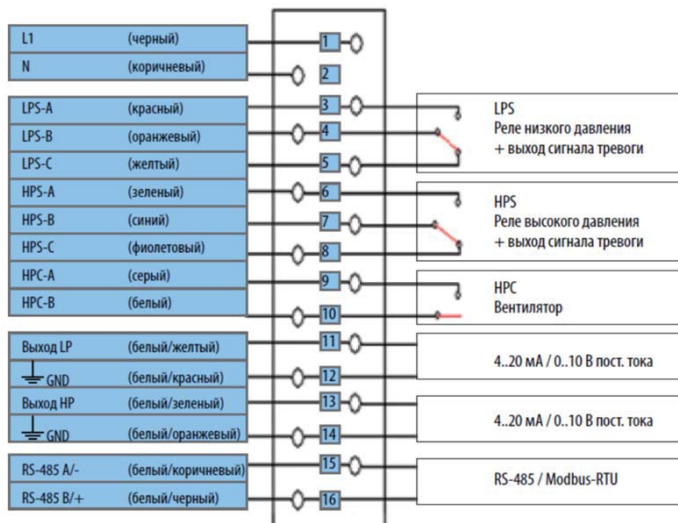 L1 (черный) 1
N (коричневый) 2
LPS-A (красный) 3
LPS-B (оранжевый) 4
LPS-C (желтый) 5
HPS-A (зеленый) 6
HPS-B (синий) 7
HPS-C (фиолетовый) 8
HPC-A (серый) 9
HPC-B (белый) 10
Выход LP (белый/желтый) 11
GND (белый/красный) 12
Выход HP (белый/зеленый) 13
GND (белый/оранжевый) 14
RS-485 A/- (белый/коричневый) 15
RS-485 B/+ (белый/черный) 16
LPS
Реле низкого давления
+ выход сигнала тревоги
HPS
Реле высокого давления
+ выход сигнала тревоги
HPC
Вентилятор
4..20 мА / 0..10 В пост. тока
4..20 мА / 0..10 В пост. тока
RS-485 / Modbus-RTU